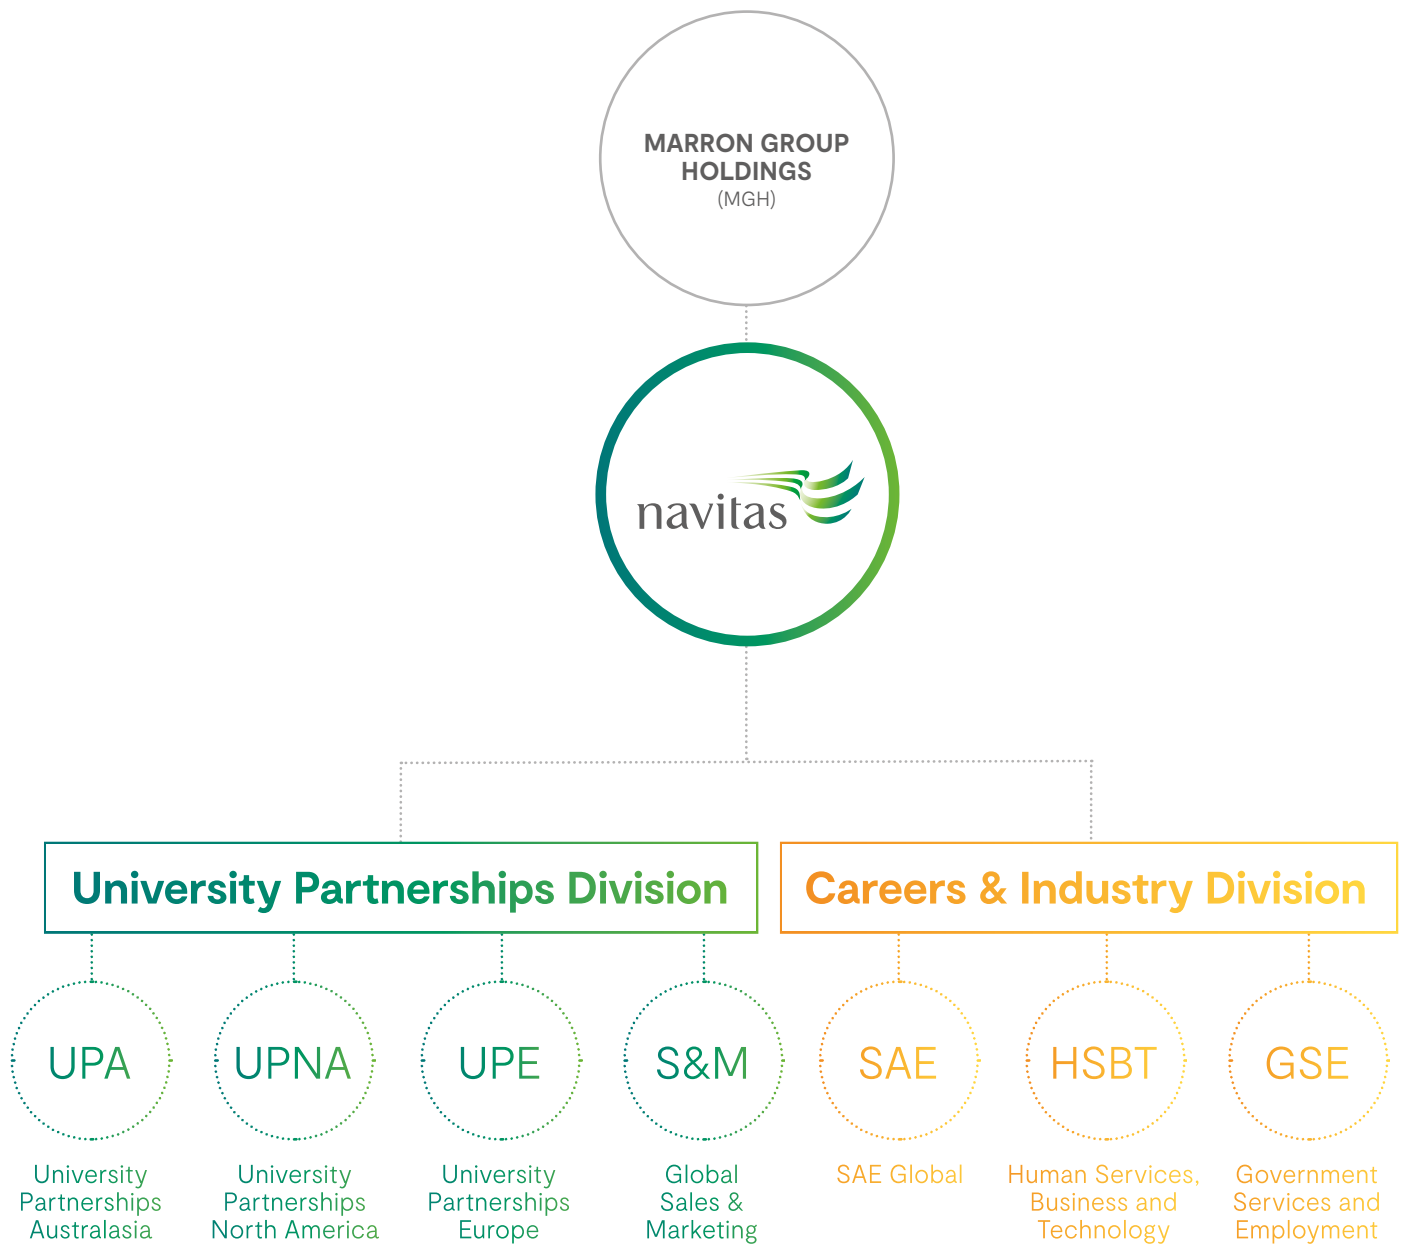 MARRON GROUP
HOLDINGS
(MGH)
navitas
University Partnerships Division
Careers & Industry Division
UPA
UPNA
UPE
S&M
SAE
HSBT
GSE
University
Partnerships
Australasia
University
Partnerships
North America
University
Partnerships
Europe
Global
Sales &
Marketing
SAE Global
Human Services,
Business and
Technology
Government
Services and
Employment